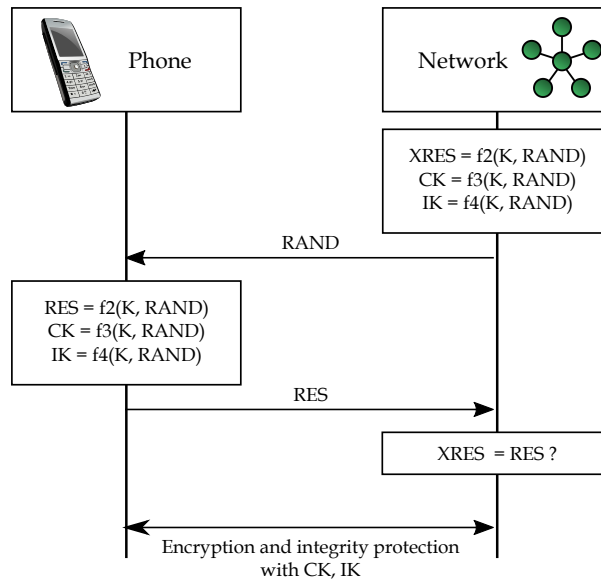 Phone
Network
XRES = f2(K, RAND)
CK = f3(K, RAND)
IK = f4(K, RAND)
RAND
RES = f2(K, RAND)
CK = f3(K, RAND)
IK = f4(K, RAND)
RES
XRES = RES ?
Encryption and integrity protection
with CK, IK